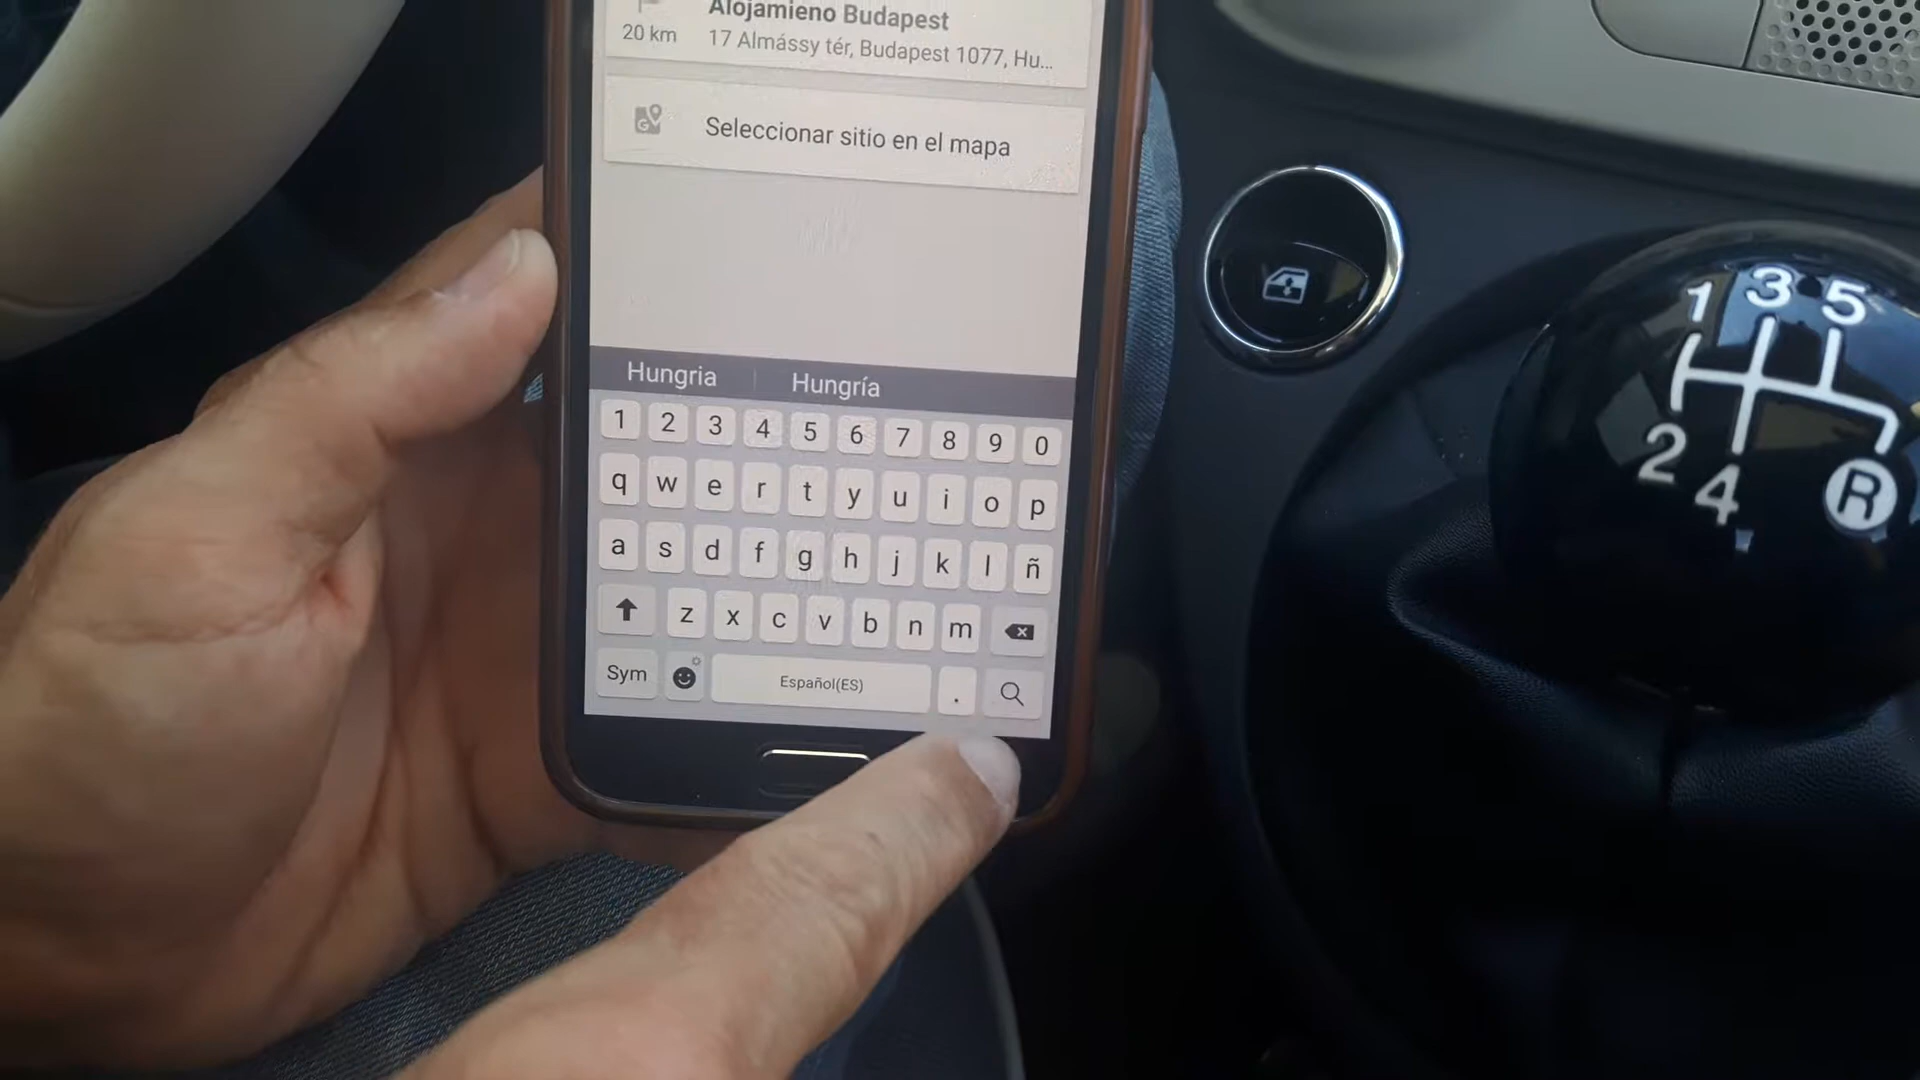 Alojamieno Budapest
20 km
17 Almássy tér, Budapest 1077, Hu...
G
Seleccionar sitio en el mapa
Hungria
Hungría
1 2 3 4 5 6 7 8 9 0
q w e r t y u i o p
a s d f g h j k l ñ
z x c v b n m
Sym
Español(ES)
.
1 3 5
2 4 R